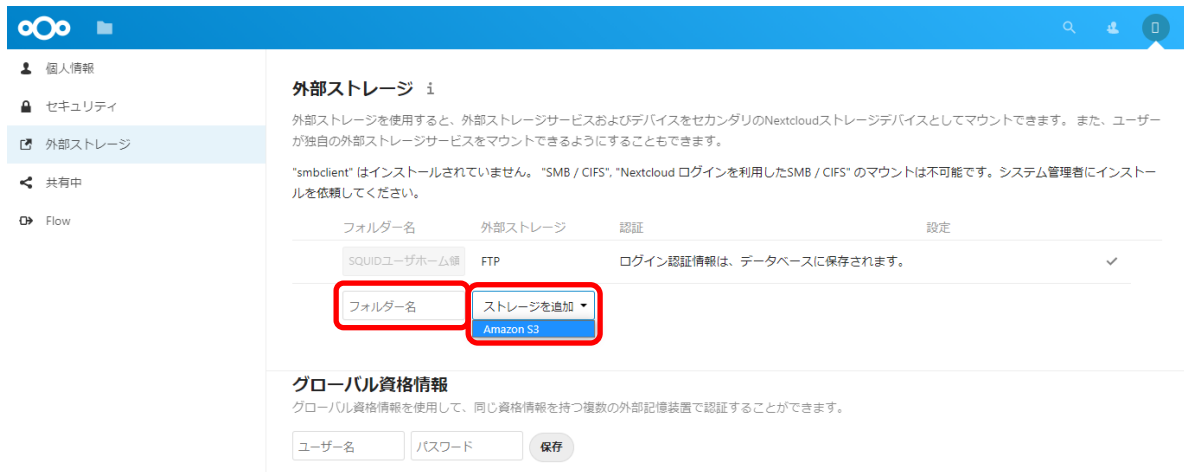 個人情報
セキュリティ
外部ストレージ
共有中
Flow
外部ストレージ i
外部ストレージを使用すると、外部ストレージサービスおよびデバイスをセカンダリのNextcloudストレージデバイスとしてマウントできます。 また、ユーザー
が独自の外部ストレージサービスをマウントできるようにすることもできます。
"smbclient" はインストールされていません。 "SMB / CIFS", "Nextcloud ログインを利用したSMB / CIFS" のマウントは不可能です。システム管理者にインストー
ルを依頼してください。
フォルダー名 外部ストレージ 認証 設定
SQUIDユーザホーム領 FTP ログイン認証情報は、データベースに保存されます。
フォルダー名 ストレージを追加
Amazon S3
グローバル資格情報
グローバル資格情報を使用して、同じ資格情報を持つ複数の外部記憶装置で認証することができます。
ユーザー名 パスワード 保存